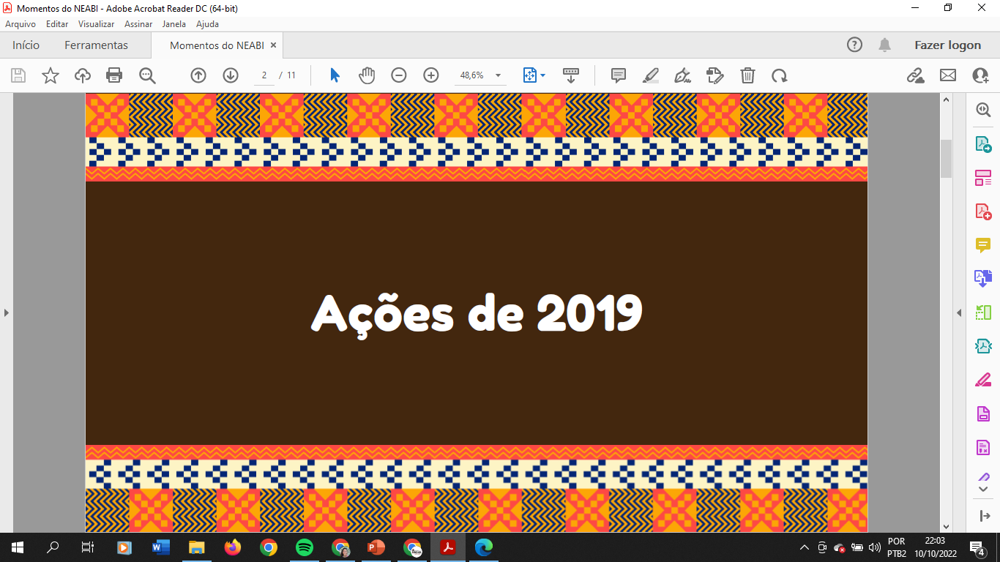 Momentos do NEABI - Adobe Acrobat Reader DC (64-bit)
Arquivo Editar Visualizar Assinar Janela Ajuda
Início Ferramentas Momentos do NEABI Fazer logon
2 / 11 48,6%
Ações de 2019
POR 22:03
PTB2 10/10/2022 4